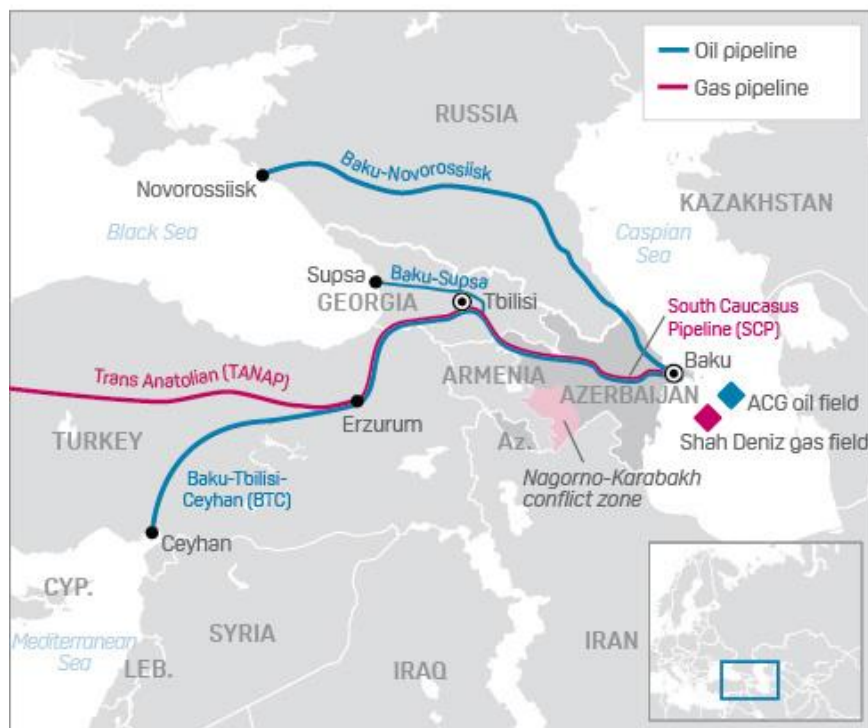 Oil pipeline
Gas pipeline
RUSSIA
Baku-Novorossiisk
Novorossiisk
KAZAKHSTAN
Black Sea
Caspian
Sea
Supsa
Baku-Supsa
GEORGIA
Tbilisi
South Caucasus
Pipeline (SCP)
Baku
Trans Anatolian (TANAP)
ARMENIA
AZERBAIJAN
ACG oil field
Erzurum
Shah Deniz gas field
TURKEY
Az.
Baku-Tbilisi-
Ceyhan (BTC)
Nagorno-Karabakh
conflict zone
Ceyhan
CYP.
Mediterranean
Sea
SYRIA
LEB.
IRAQ
IRAN